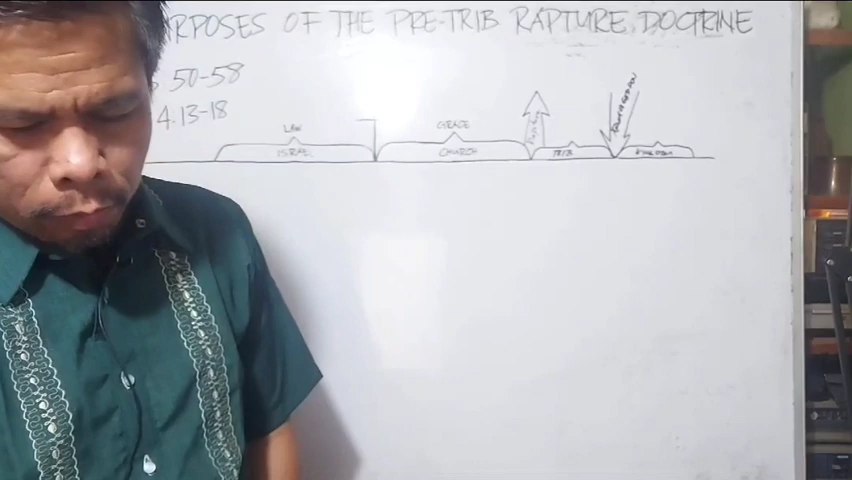 RPOSES OF THE PRE-TRIB RAPTURE DOCTRINE
50-58
4.13-18
LAW GRACE
ISRAEL CHURCH TRIB